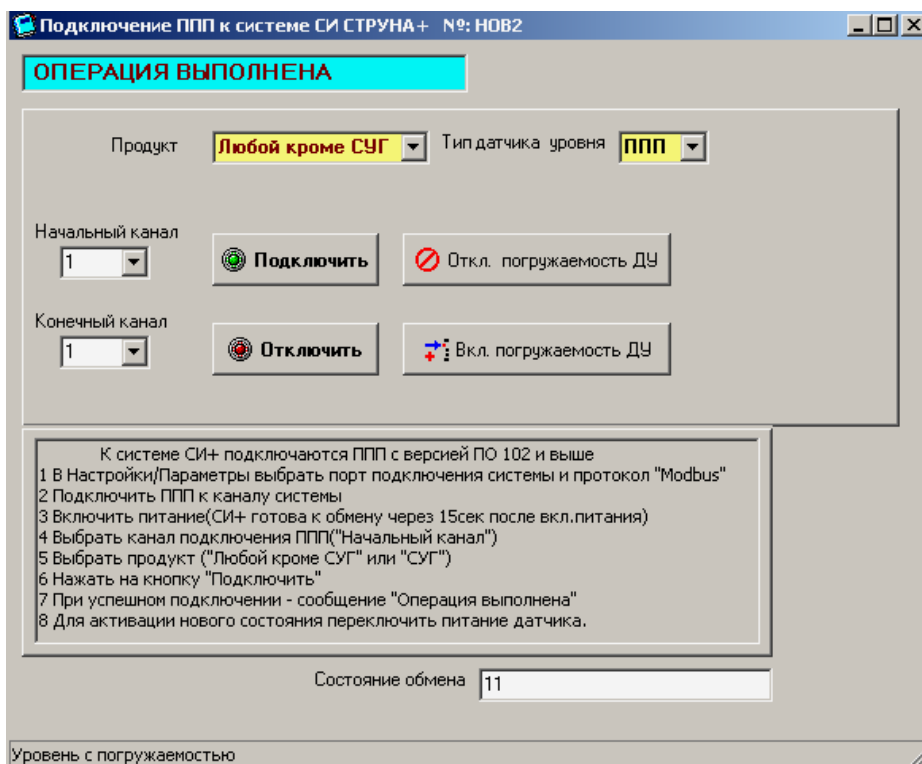 Подключение ППП к системе СИ СТРУНА+ №: НОВ2
ОПЕРАЦИЯ ВЫПОЛНЕНА
Продукт Любой кроме СУГ Тип датчика уровня ППП
Начальный канал
1 Подключить Откл. погружаемость ДУ
Конечный канал
1 Отключить Вкл. погружаемость ДУ
К системе СИ+ подключаются ППП с версией ПО 102 и выше
1 В Настройки/Параметры выбрать порт подключения системы и протокол "Modbus"
2 Подключить ППП к каналу системы
3 Включить питание(СИ+ готова к обмену через 15сек после вкл.питания)
4 Выбрать канал подключения ППП("Начальный канал")
5 Выбрать продукт ("Любой кроме СУГ" или "СУГ")
6 Нажать на кнопку "Подключить"
7 При успешном подключении - сообщение "Операция выполнена"
8 Для активации нового состояния переключить питание датчика.
Состояние обмена 11
Уровень с погружаемостью